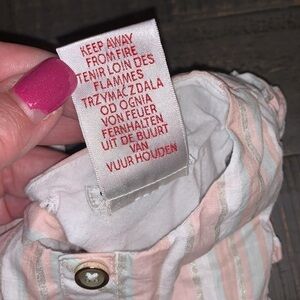 KEEP AWAY
FROM FIRE
TENIR LOIN DES
FLAMMES
TRZYMAĆ Z DALA
OD OGNIA
VON FEUER
FERNHALTEN
UIT DE BUURT
VAN
VUUR HOUDEN